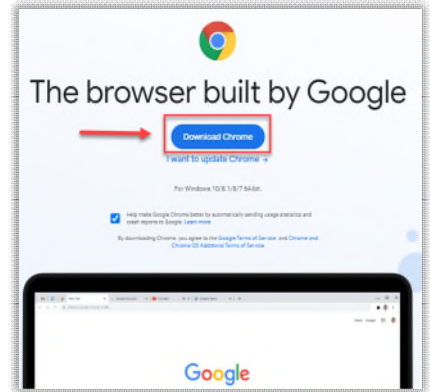 The browser built by Google
Download Chrome
I want to update Chrome
For Windows 10/8.1/8/7 64-bit.
Help make Google Chrome better by automatically sending usage statistics and
crash reports to Google. Learn more
By downloading Chrome, you agree to the Google Terms of Service and Chrome and
Chrome OS Additional Terms of Service
Google